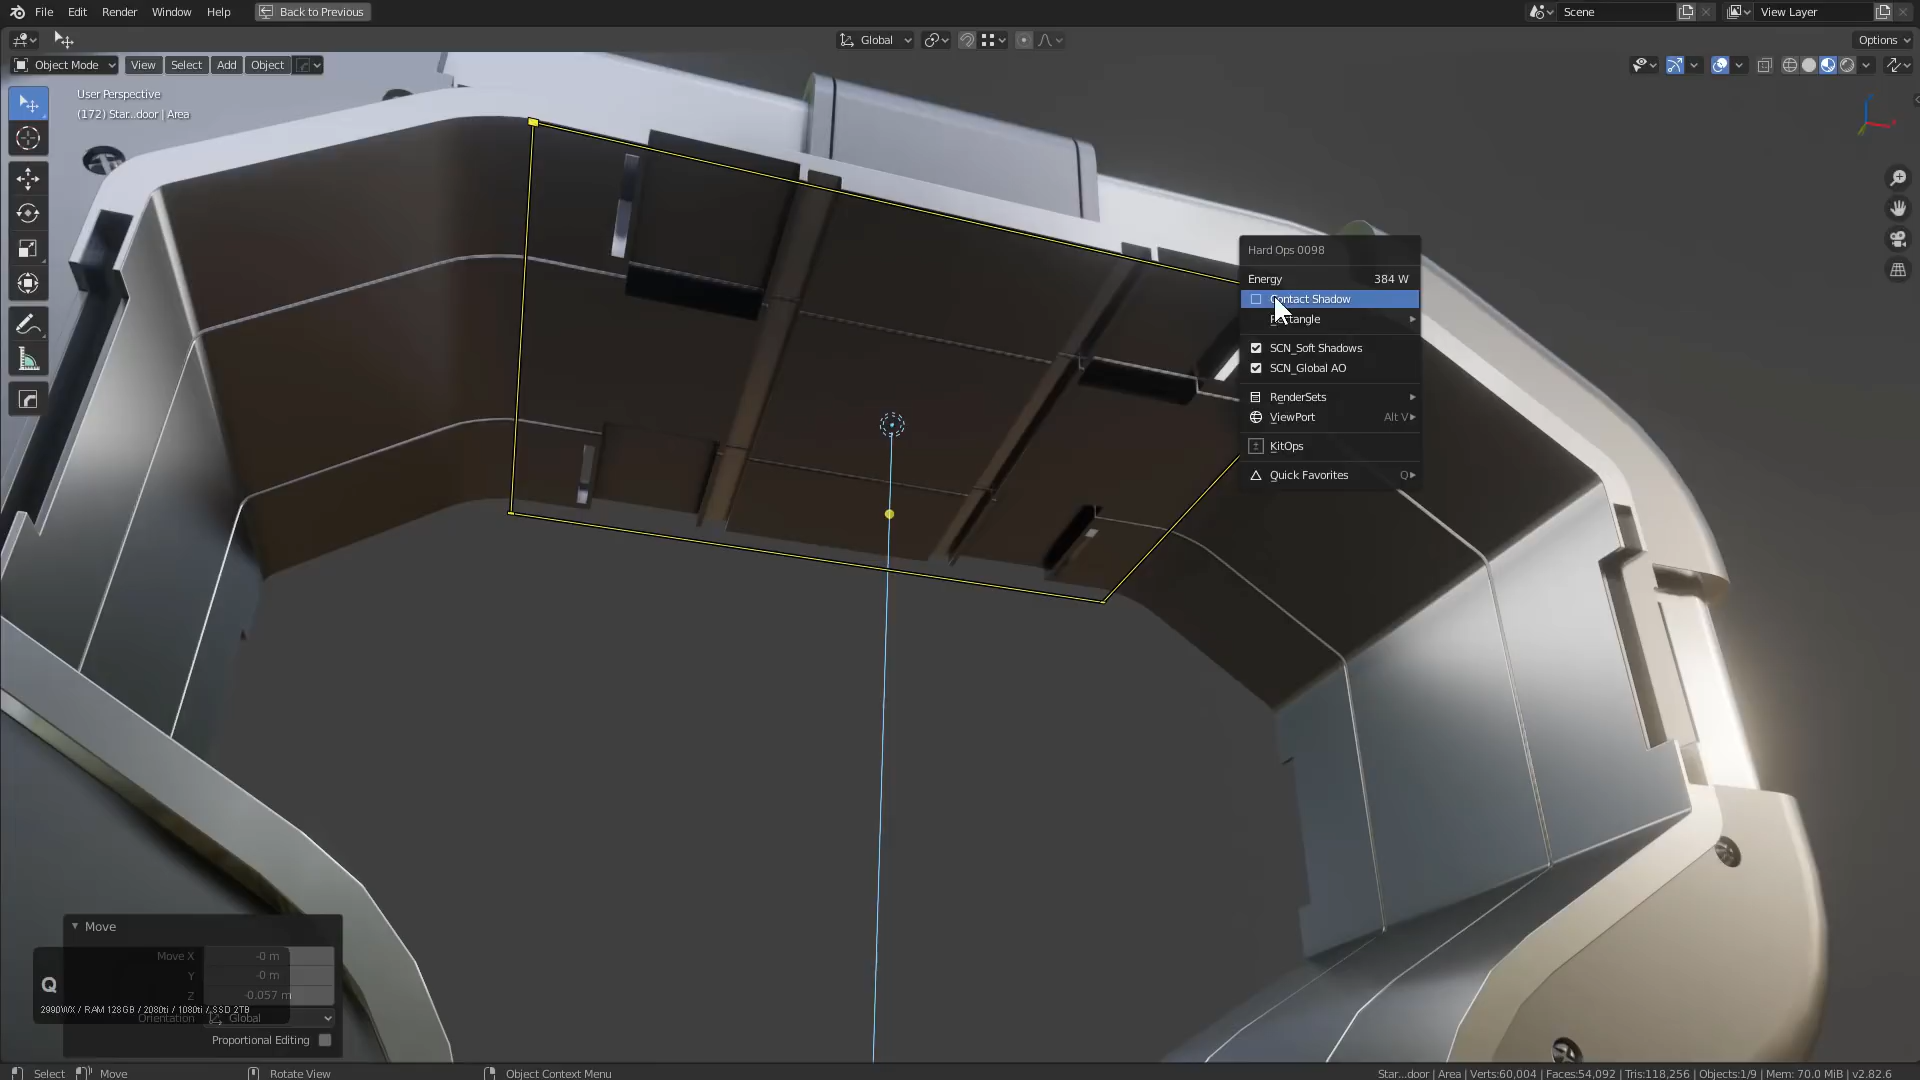 File Edit Render Window Help Back to Previous Scene View Layer
Global Options
Object Mode View Select Add Object
User Perspective
(172) Star...door | Area
Hard Ops 0098
Energy 384 W
Contact Shadow
Rectangle
SCN_Soft Shadows
SCN_Global AO
RenderSets
ViewPort Alt V
KitOps
Quick Favorites Q
Move
Move X -0 m
Y -0 m
Z -0.057 m
Q
2990WX / RAM 128GB / 2080ti / 1080ti / SSD 2TB
Orientation Global
Proportional Editing
Select Move Rotate View Object Context Menu Star...door | Area | Verts:60,004 | Faces:54,092 | Tris:118,256 | Objects:1/9 | Mem: 70.0 MiB | v2.82.6